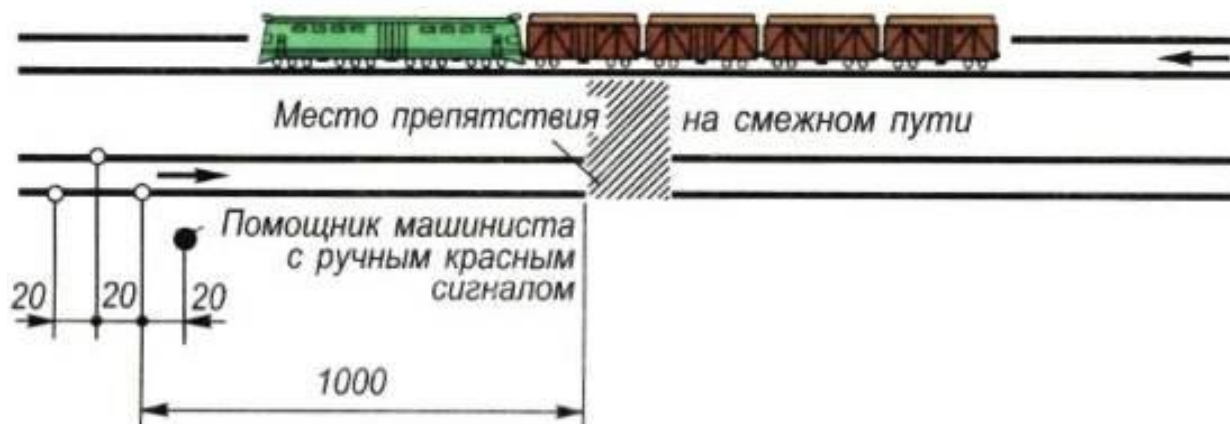 Место препятствия на смежном пути
Помощник машиниста
с ручным красным
сигналом
20 20 20
1000